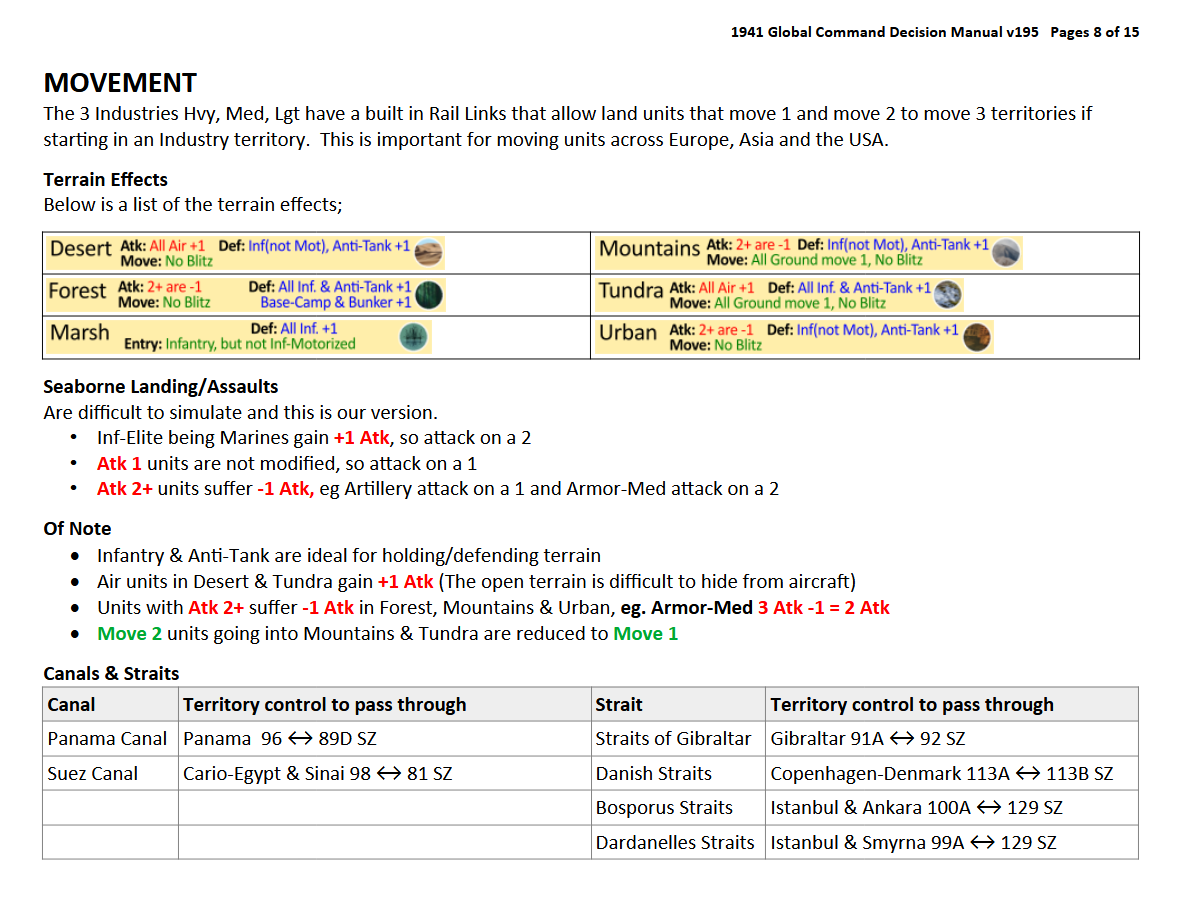 1941 Global Command Decision Manual v195 Pages 8 of 15
MOVEMENT
The 3 Industries Hvy, Med, Lgt have a built in Rail Links that allow land units that move 1 and move 2 to move 3 territories if
starting in an Industry territory. This is important for moving units across Europe, Asia and the USA.
Terrain Effects
Below is a list of the terrain effects;
Desert Atk: All Air +1 Def: Inf(not Mot), Anti-Tank +1
Move: No Blitz
Mountains Atk: 2+ are -1 Def: Inf(not Mot), Anti-Tank +1
Move: All Ground move 1, No Blitz
Forest Atk: 2+ are -1 Def: All Inf. & Anti-Tank +1
Move: No Blitz Base-Camp & Bunker +1
Tundra Atk: All Air +1 Def: All Inf. & Anti-Tank +1
Move: All Ground move 1, No Blitz
Marsh Def: All Inf. +1
Entry: Infantry, but not Inf-Motorized
Urban Atk: 2+ are -1 Def: Inf(not Mot), Anti-Tank +1
Move: No Blitz
Seaborne Landing/Assaults
Are difficult to simulate and this is our version.
• Inf-Elite being Marines gain +1 Atk, so attack on a 2
• Atk 1 units are not modified, so attack on a 1
• Atk 2+ units suffer -1 Atk, eg Artillery attack on a 1 and Armor-Med attack on a 2
Of Note
• Infantry & Anti-Tank are ideal for holding/defending terrain
• Air units in Desert & Tundra gain +1 Atk (The open terrain is difficult to hide from aircraft)
• Units with Atk 2+ suffer -1 Atk in Forest, Mountains & Urban, eg. Armor-Med 3 Atk -1 = 2 Atk
• Move 2 units going into Mountains & Tundra are reduced to Move 1
Canals & Straits
Canal Territory control to pass through Strait Territory control to pass through
Panama Canal Panama 96 ↔ 89D SZ Straits of Gibraltar Gibraltar 91A ↔ 92 SZ
Suez Canal Cario-Egypt & Sinai 98 ↔ 81 SZ Danish Straits Copenhagen-Denmark 113A ↔ 113B SZ
Bosporus Straits Istanbul & Ankara 100A ↔ 129 SZ
Dardanelles Straits Istanbul & Smyrna 99A ↔ 129 SZ